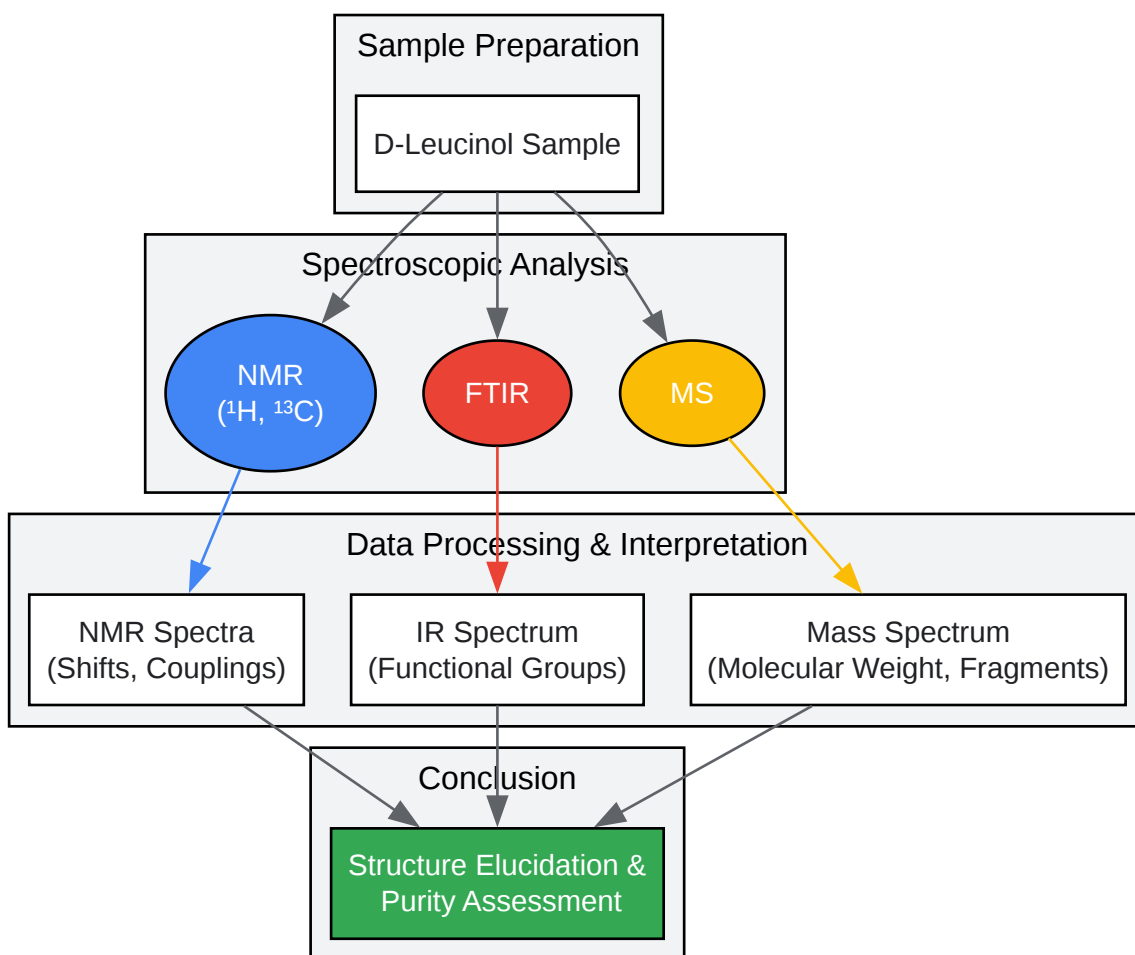 Sample Preparation
D-Leucinol Sample
Spectroscopic Analysis
NMR
(¹H, ¹³C)
FTIR
MS
Data Processing & Interpretation
NMR Spectra
(Shifts, Couplings)
IR Spectrum
(Functional Groups)
Mass Spectrum
(Molecular Weight, Fragments)
Conclusion
Structure Elucidation &
Purity Assessment